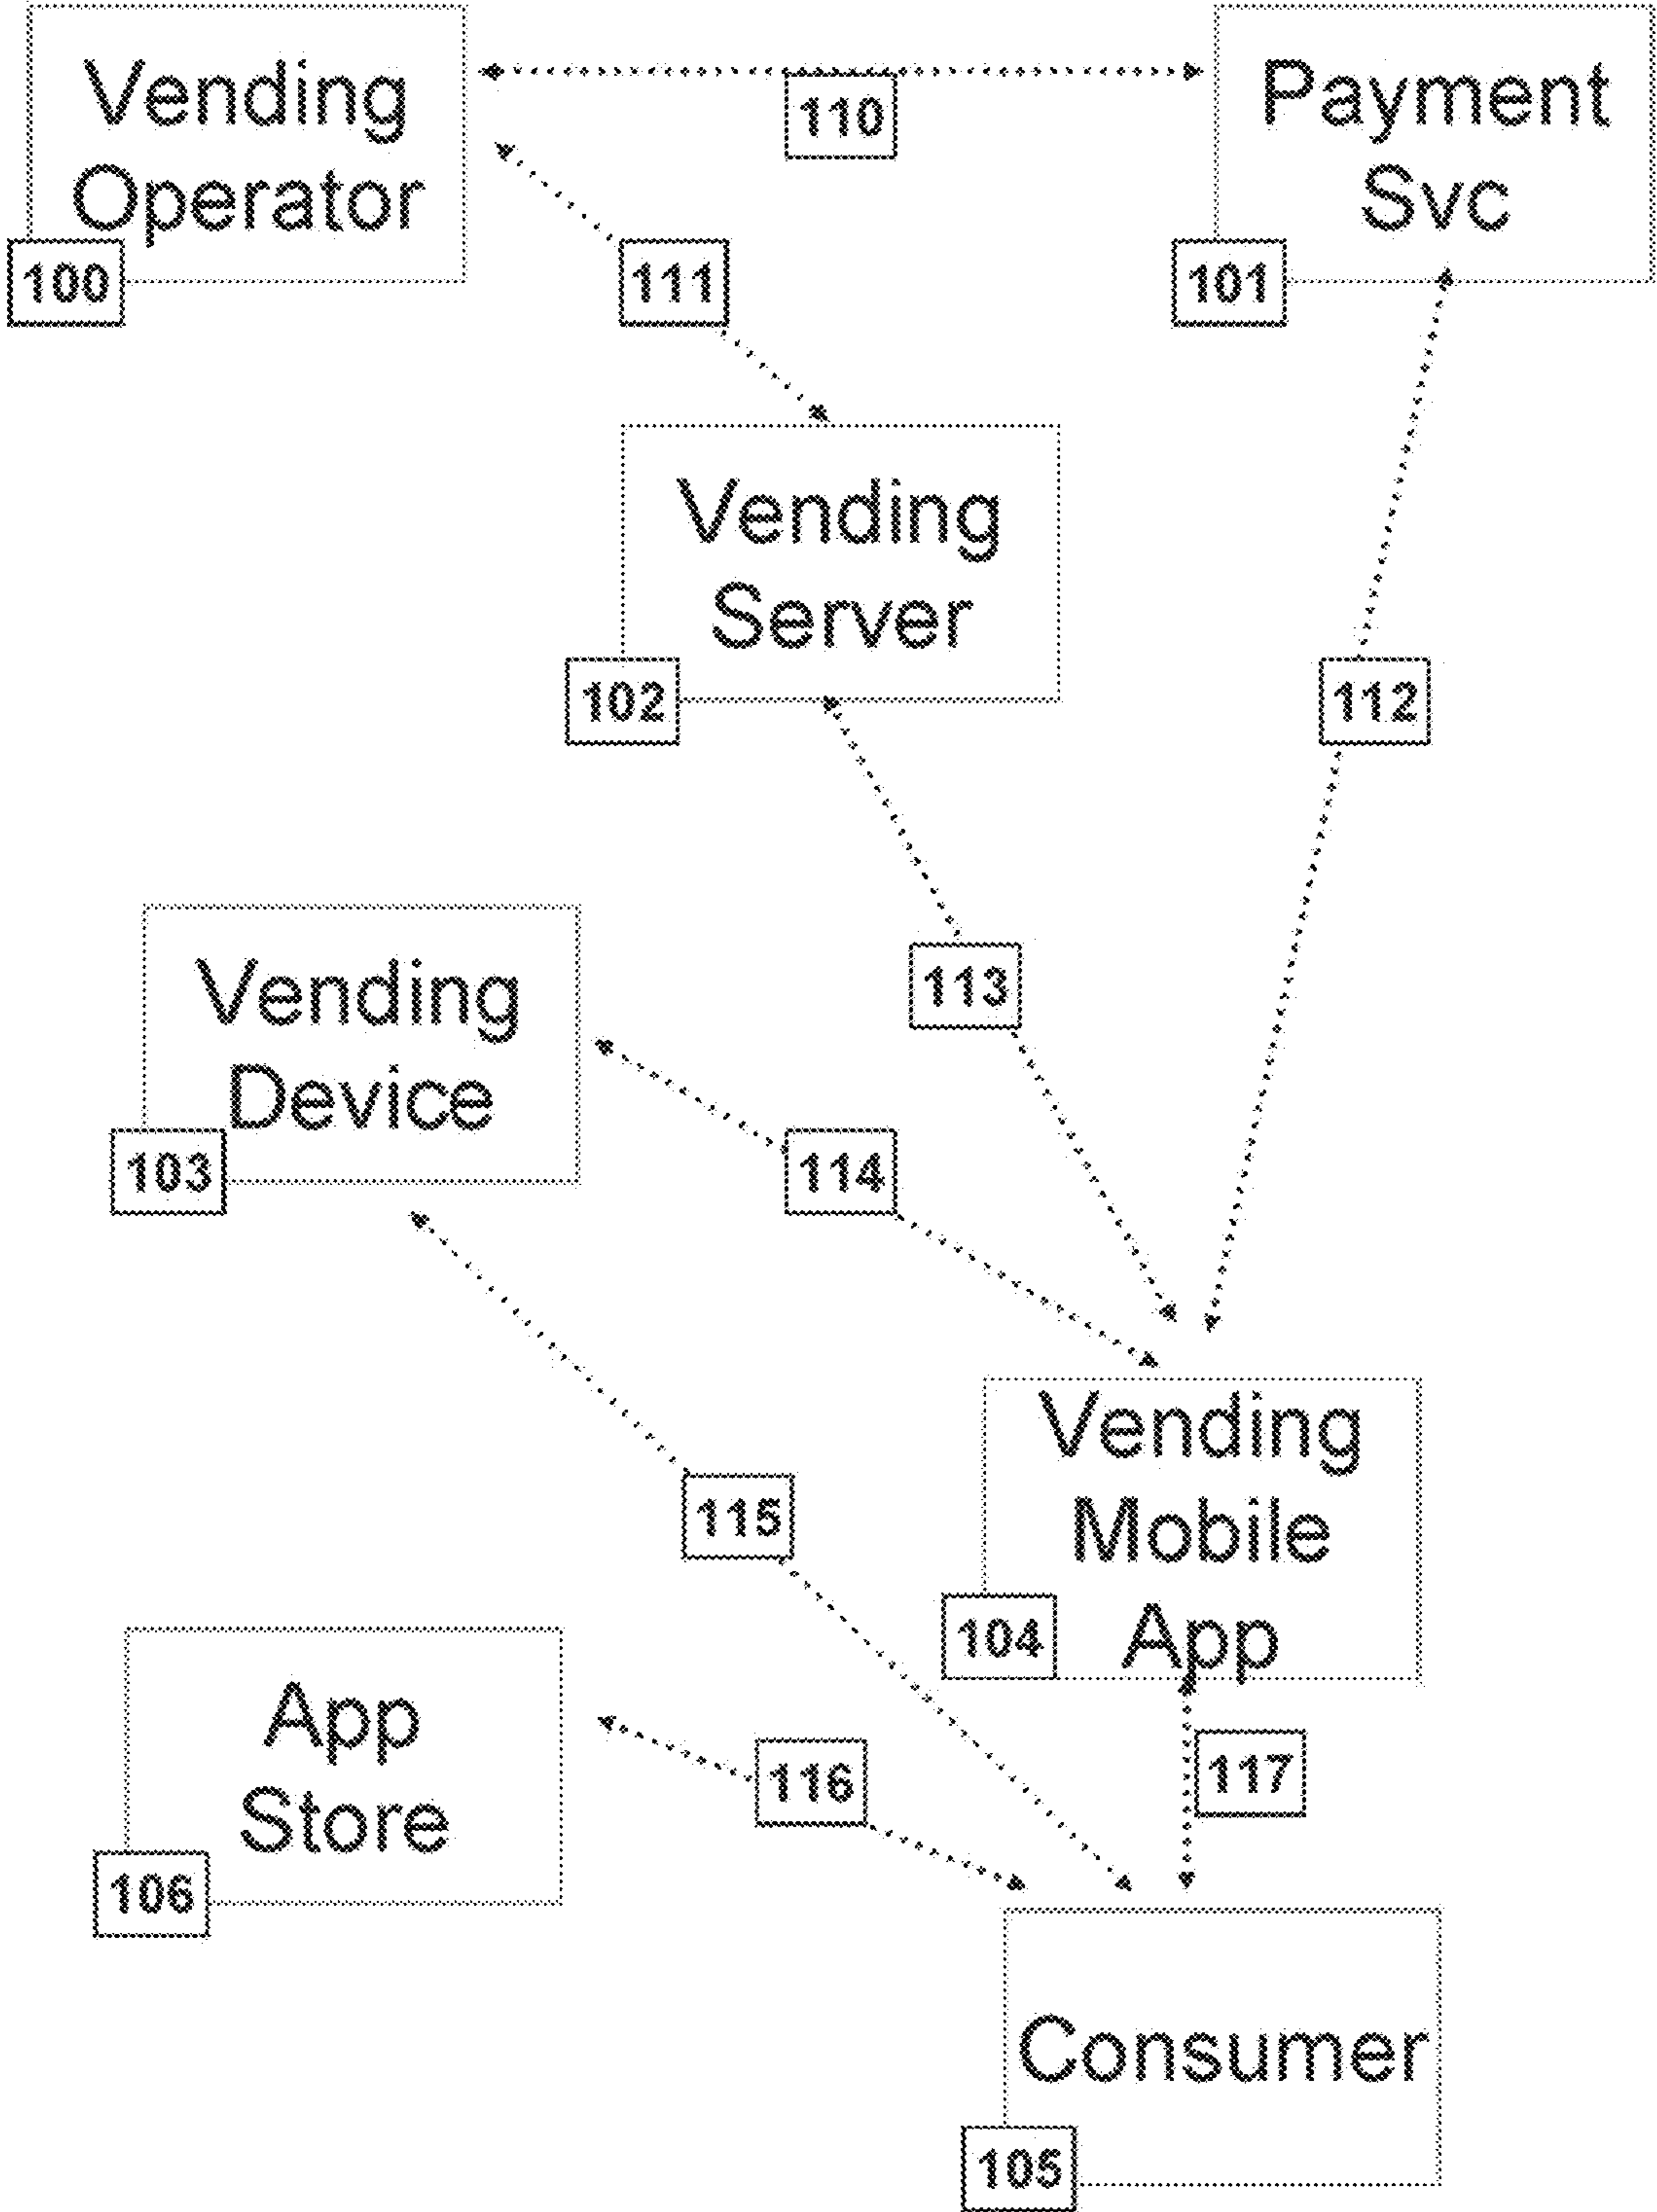 Vending
Operator
100
110
Payment
Svc
101
111
Vending
Server
102
112
113
Vending
Device
103
114
115
Vending
Mobile
App
104
App
Store
106
116
117
Consumer
105